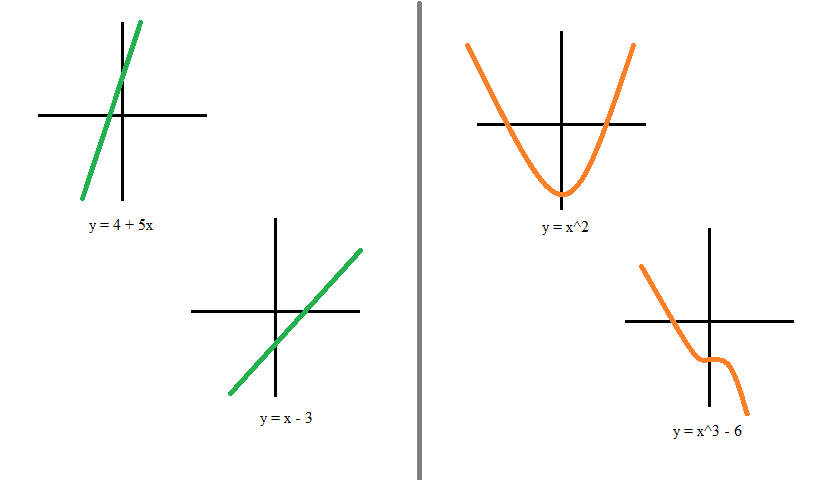 y = 4 + 5x
y = x - 3
y = x^2
y = x^3 - 6